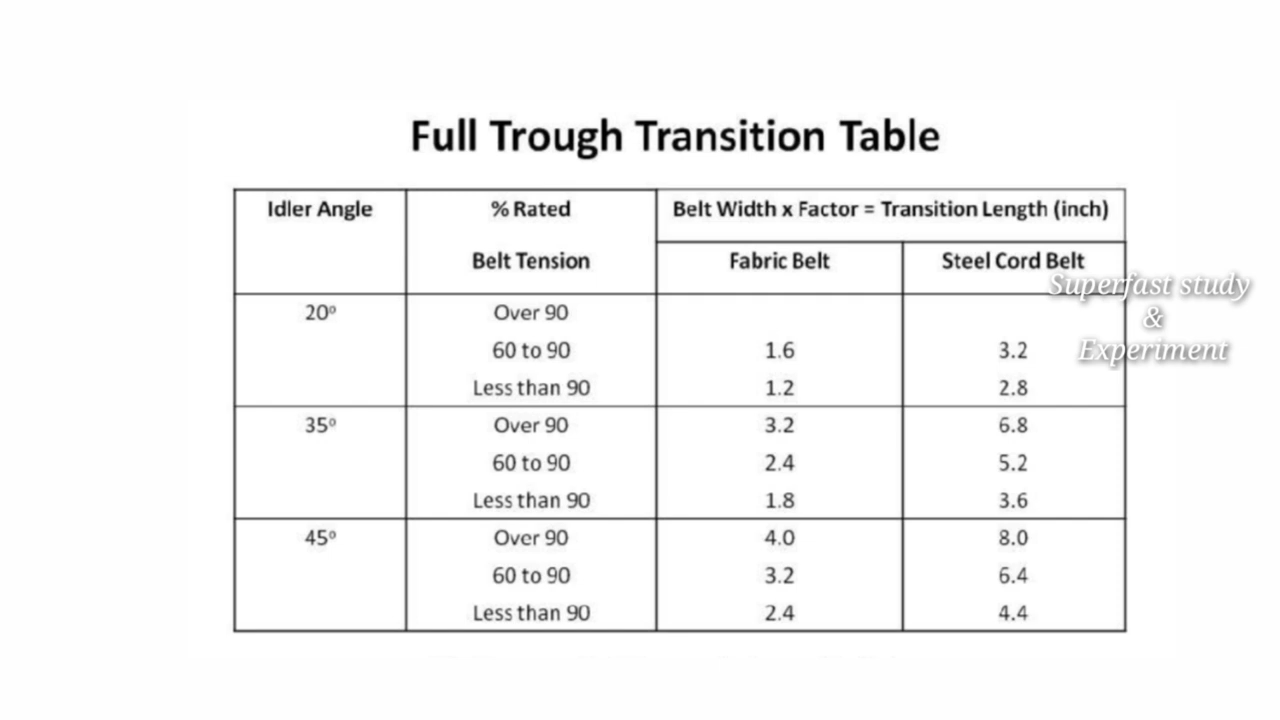 Full Trough Transition Table
Idler Angle % Rated Belt Width x Factor = Transition Length (inch)
Belt Tension Fabric Belt Steel Cord Belt
Superfast study
&
Experiment
20º Over 90
60 to 90 1.6 3.2
Less than 90 1.2 2.8
35º Over 90 3.2 6.8
60 to 90 2.4 5.2
Less than 90 1.8 3.6
45º Over 90 4.0 8.0
60 to 90 3.2 6.4
Less than 90 2.4 4.4